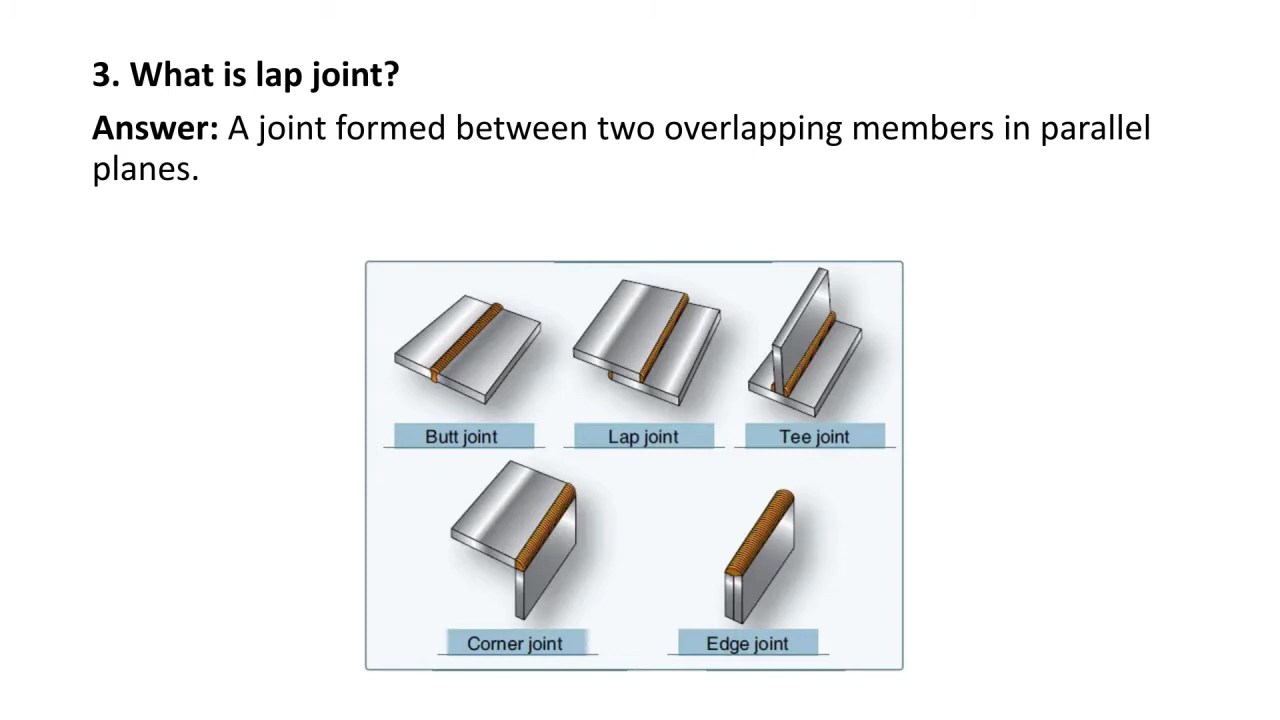 3. What is lap joint?
Answer: A joint formed between two overlapping members in parallel
planes.
Butt joint
Lap joint
Tee joint
Corner joint
Edge joint